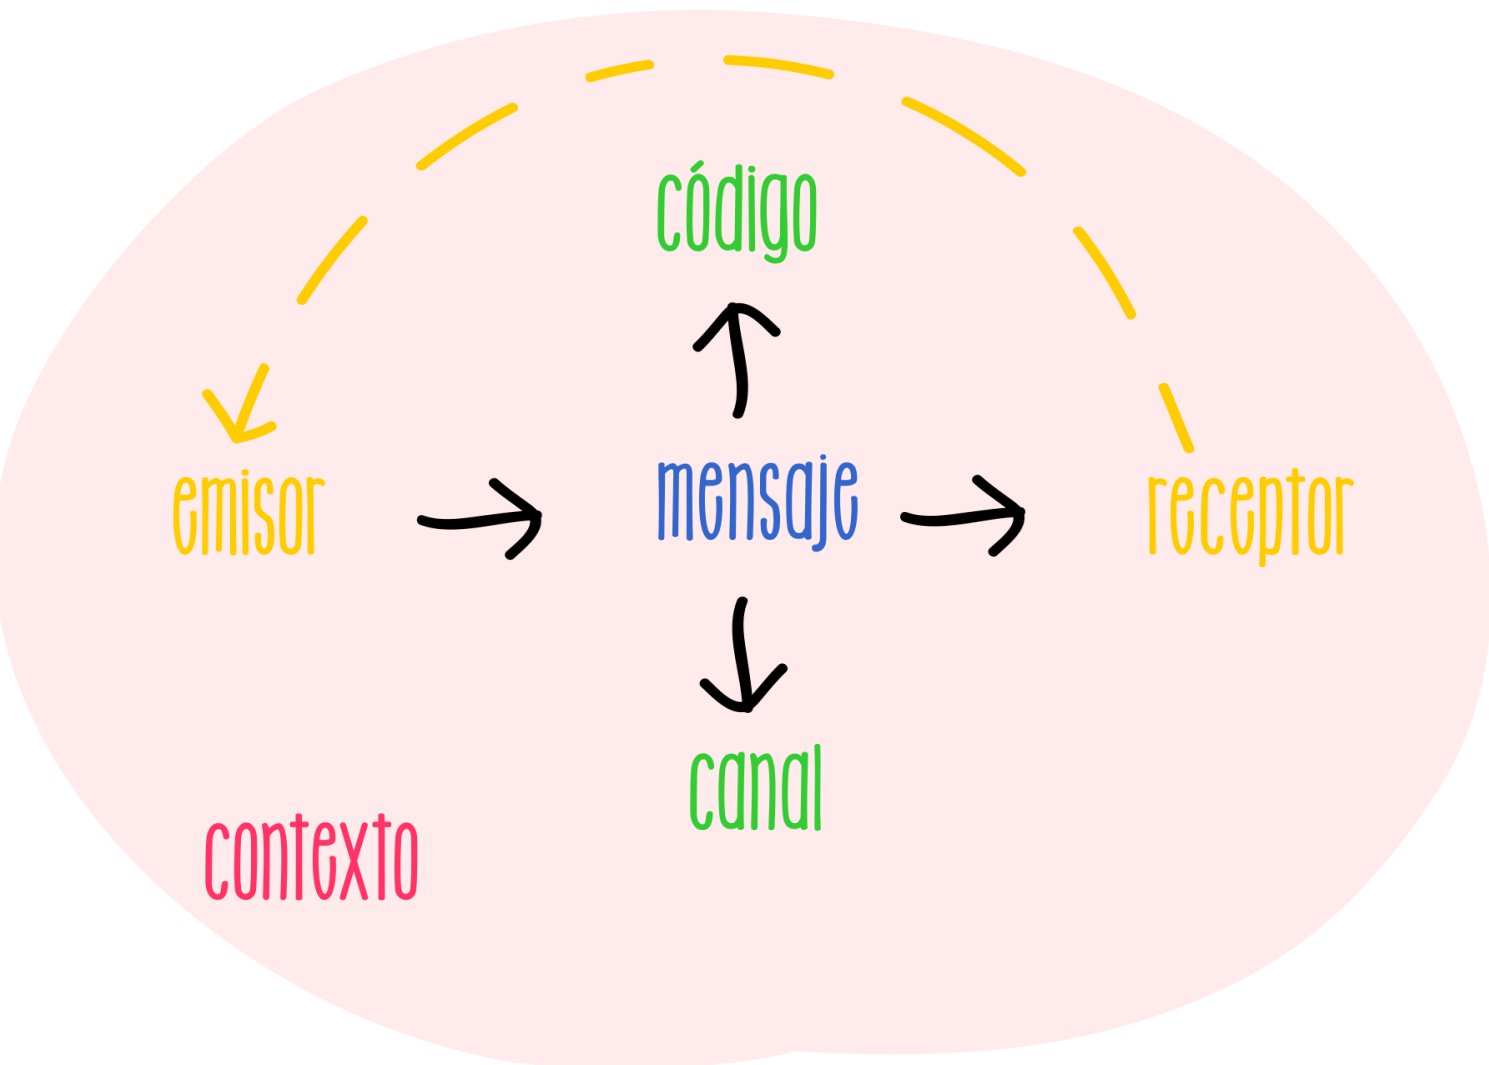 código
emisor
mensaje
receptor
canal
contexto